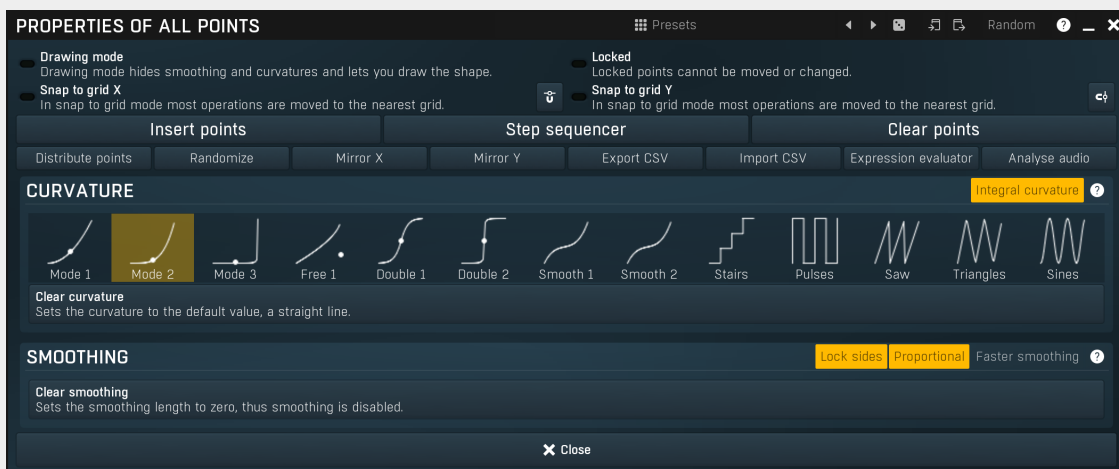 PROPERTIES OF ALL POINTS
Presets
Random
?
Drawing mode
Drawing mode hides smoothing and curvatures and lets you draw the shape.
Locked
Locked points cannot be moved or changed.
Snap to grid X
In snap to grid mode most operations are moved to the nearest grid.
Snap to grid Y
In snap to grid mode most operations are moved to the nearest grid.
Insert points
Step sequencer
Clear points
Distribute points
Randomize
Mirror X
Mirror Y
Export CSV
Import CSV
Expression evaluator
Analyse audio
CURVATURE
Integral curvature
?
Mode 1
Mode 2
Mode 3
Free 1
Double 1
Double 2
Smooth 1
Smooth 2
Stairs
Pulses
Saw
Triangles
Sines
Clear curvature
Sets the curvature to the default value, a straight line.
SMOOTHING
Lock sides
Proportional
Faster smoothing
?
Clear smoothing
Sets the smoothing length to zero, thus smoothing is disabled.
Close